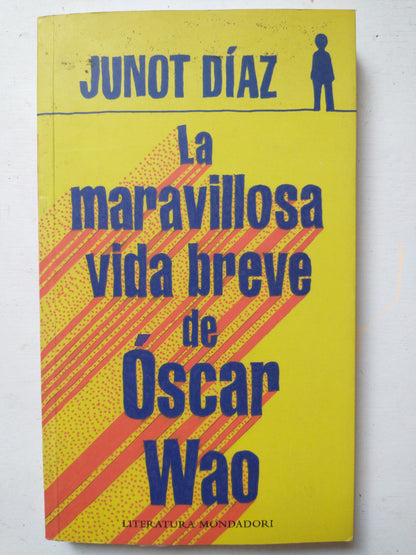 JUNOT DÍAZ
La
maravillosa
vida breve
de
Óscar
Wao
LITERATURA MONDADORI